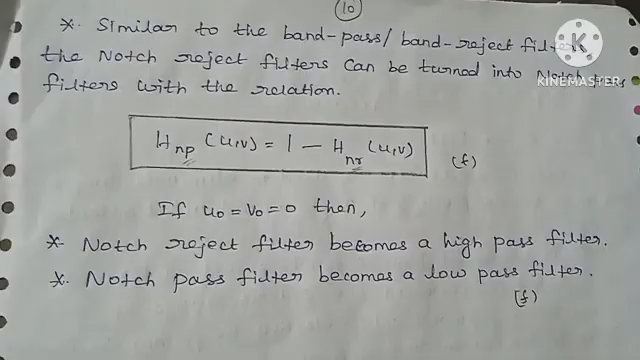 10
*. Similar to the band-pass/ band-reject filters
the Notch reject filters can be turned into Notch
filters with the relation.
Hnp (u,v) = 1 - Hnr (u,v)
(f)
If u0 = v0 = 0 then,
*. Notch reject filter becomes a high pass filter.
*. Notch pass filter becomes a low pass filter.
(f)
KINEMASTER